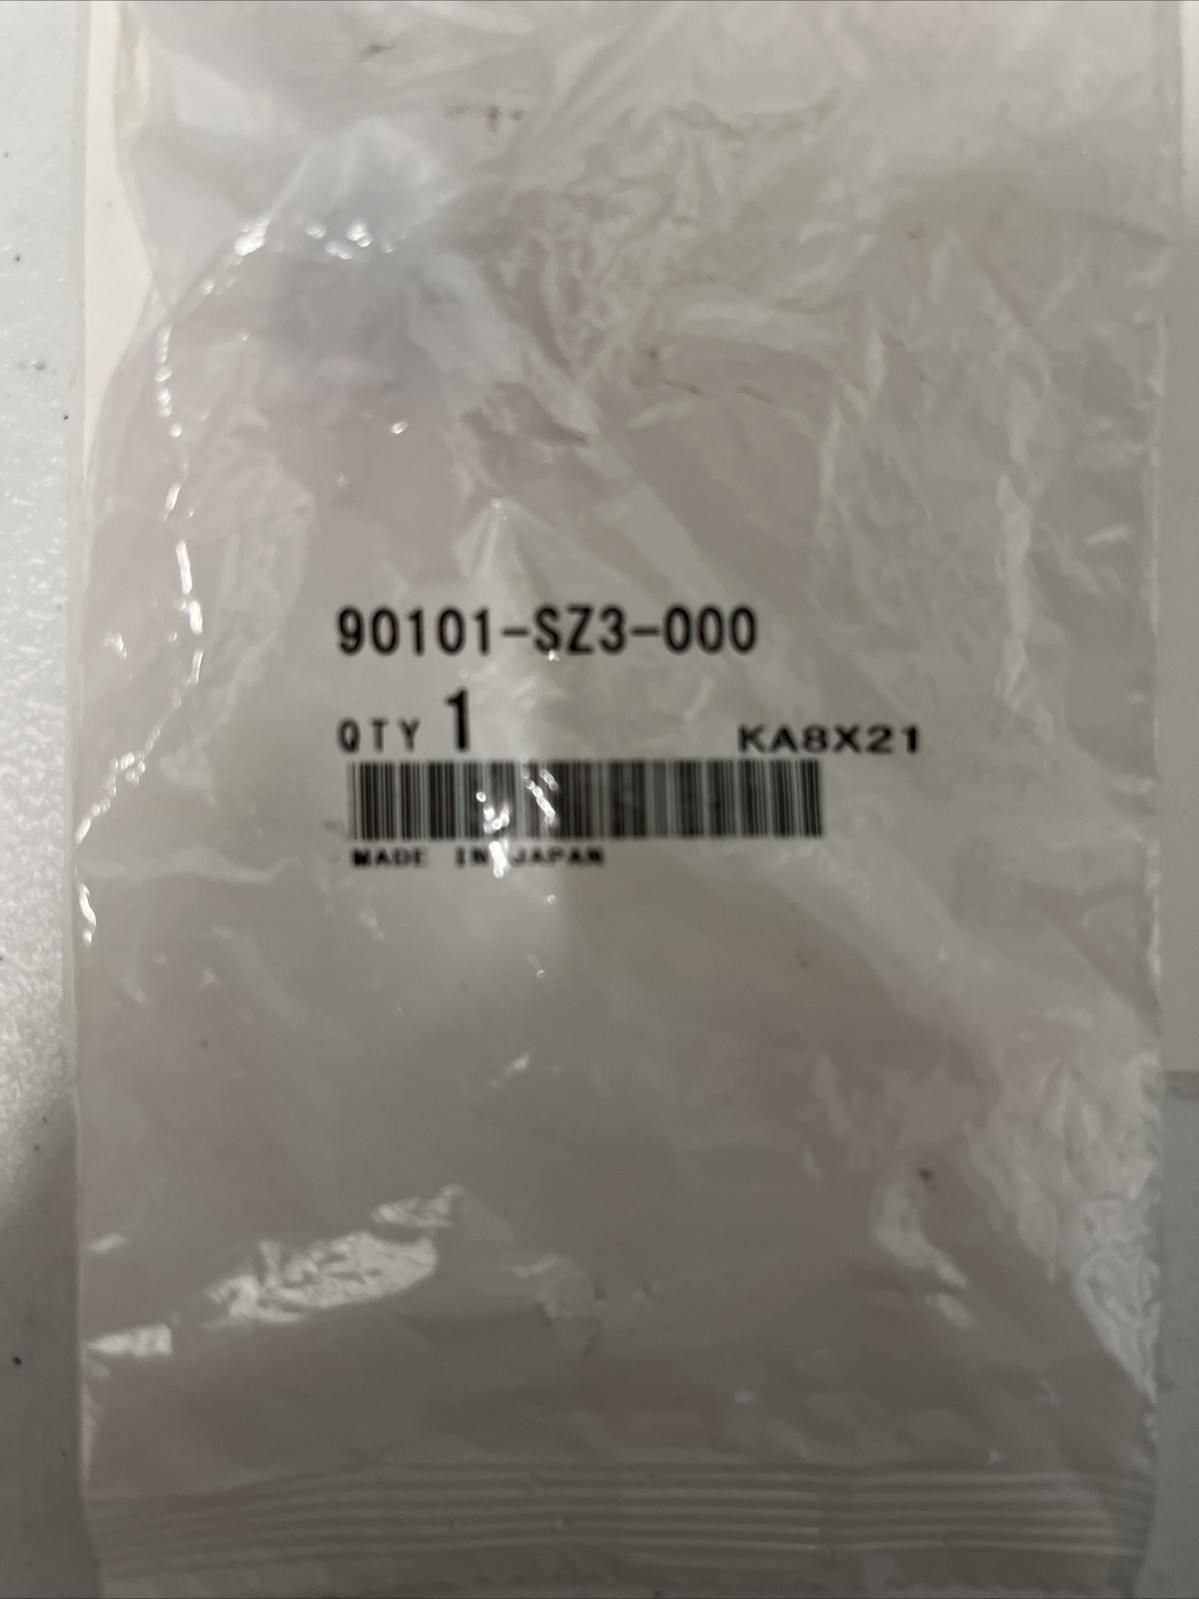 90101-SZ3-000
QTY 1 KA8X21
MADE IN JAPAN